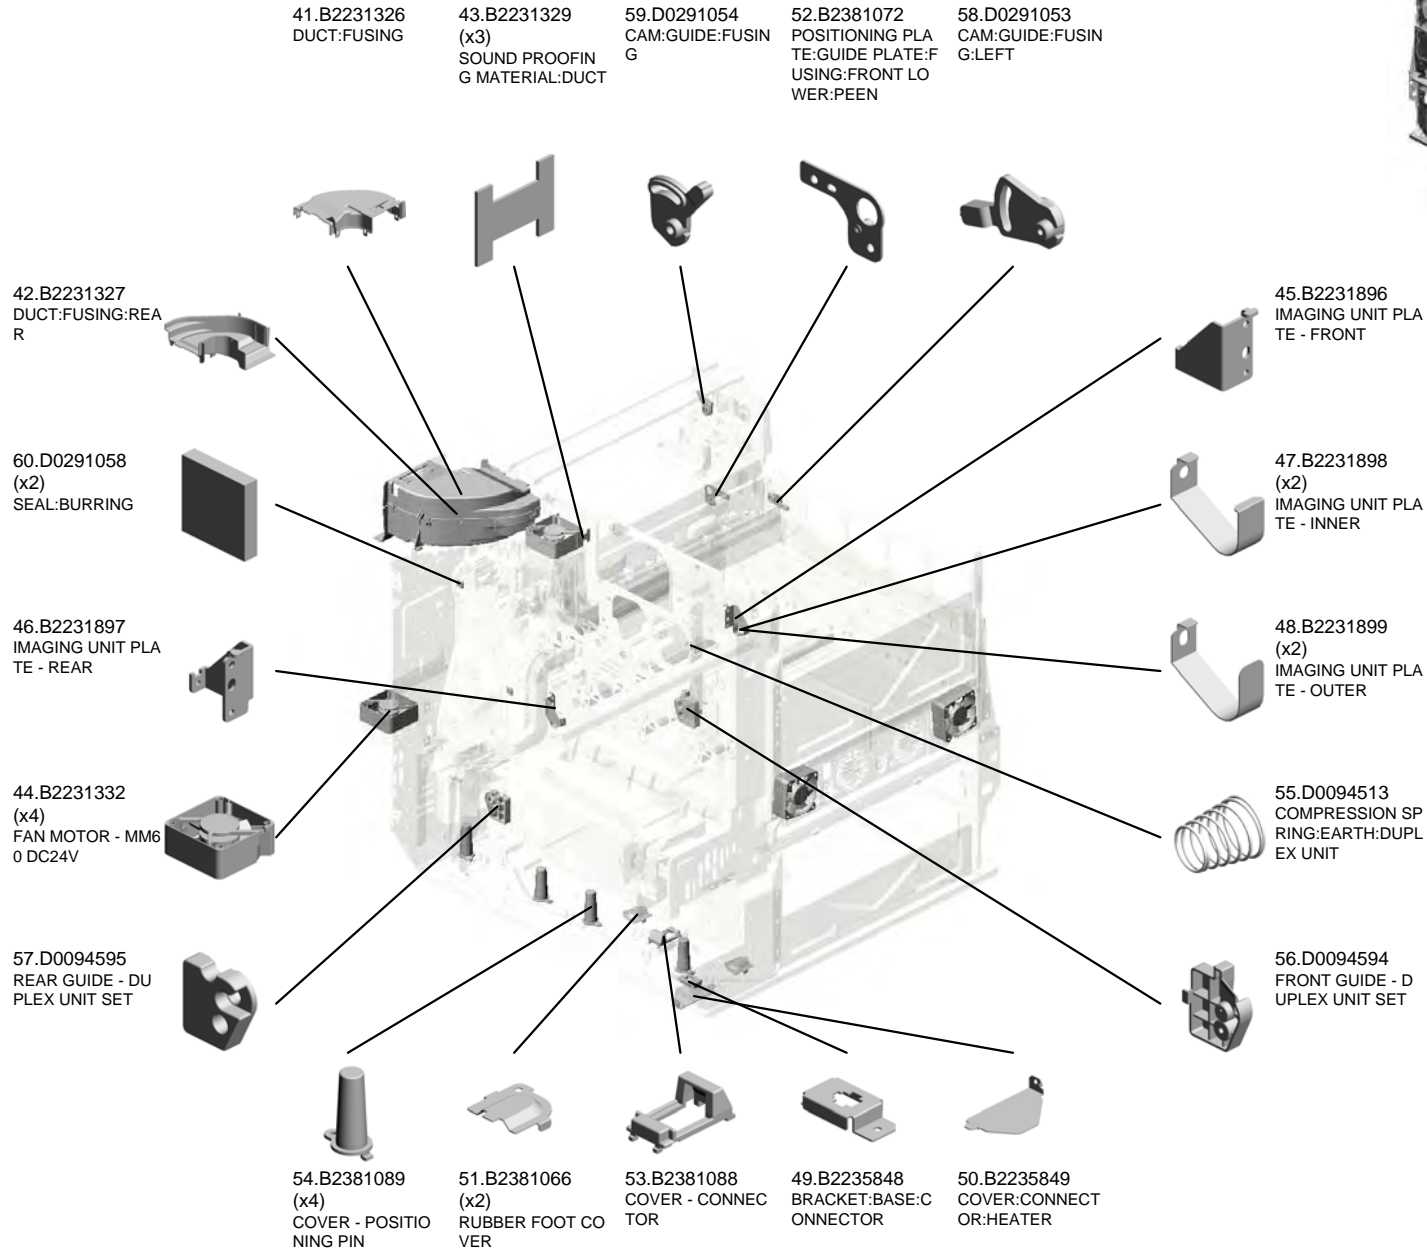 41.B2231326
DUCT:FUSING
43.B2231329
(x3)
SOUND PROOFIN
G MATERIAL:DUCT
59.D0291054
CAM:GUIDE:FUSIN
G
52.B2381072
POSITIONING PLA
TE:GUIDE PLATE:F
USING:FRONT LO
WER:PEEN
58.D0291053
CAM:GUIDE:FUSIN
G:LEFT
42.B2231327
DUCT:FUSING:REA
R
60.D0291058
(x2)
SEAL:BURRING
46.B2231897
IMAGING UNIT PLA
TE - REAR
44.B2231332
(x4)
FAN MOTOR - MM6
0 DC24V
57.D0094595
REAR GUIDE - DU
PLEX UNIT SET
45.B2231896
IMAGING UNIT PLA
TE - FRONT
47.B2231898
(x2)
IMAGING UNIT PLA
TE - INNER
48.B2231899
(x2)
IMAGING UNIT PLA
TE - OUTER
55.D0094513
COMPRESSION SP
RING:EARTH:DUPL
EX UNIT
56.D0094594
FRONT GUIDE - D
UPLEX UNIT SET
54.B2381089
(x4)
COVER - POSITIO
NING PIN
51.B2381066
(x2)
RUBBER FOOT CO
VER
53.B2381088
COVER - CONNEC
TOR
49.B2235848
BRACKET:BASE:C
ONNECTOR
50.B2235849
COVER:CONNECT
OR:HEATER